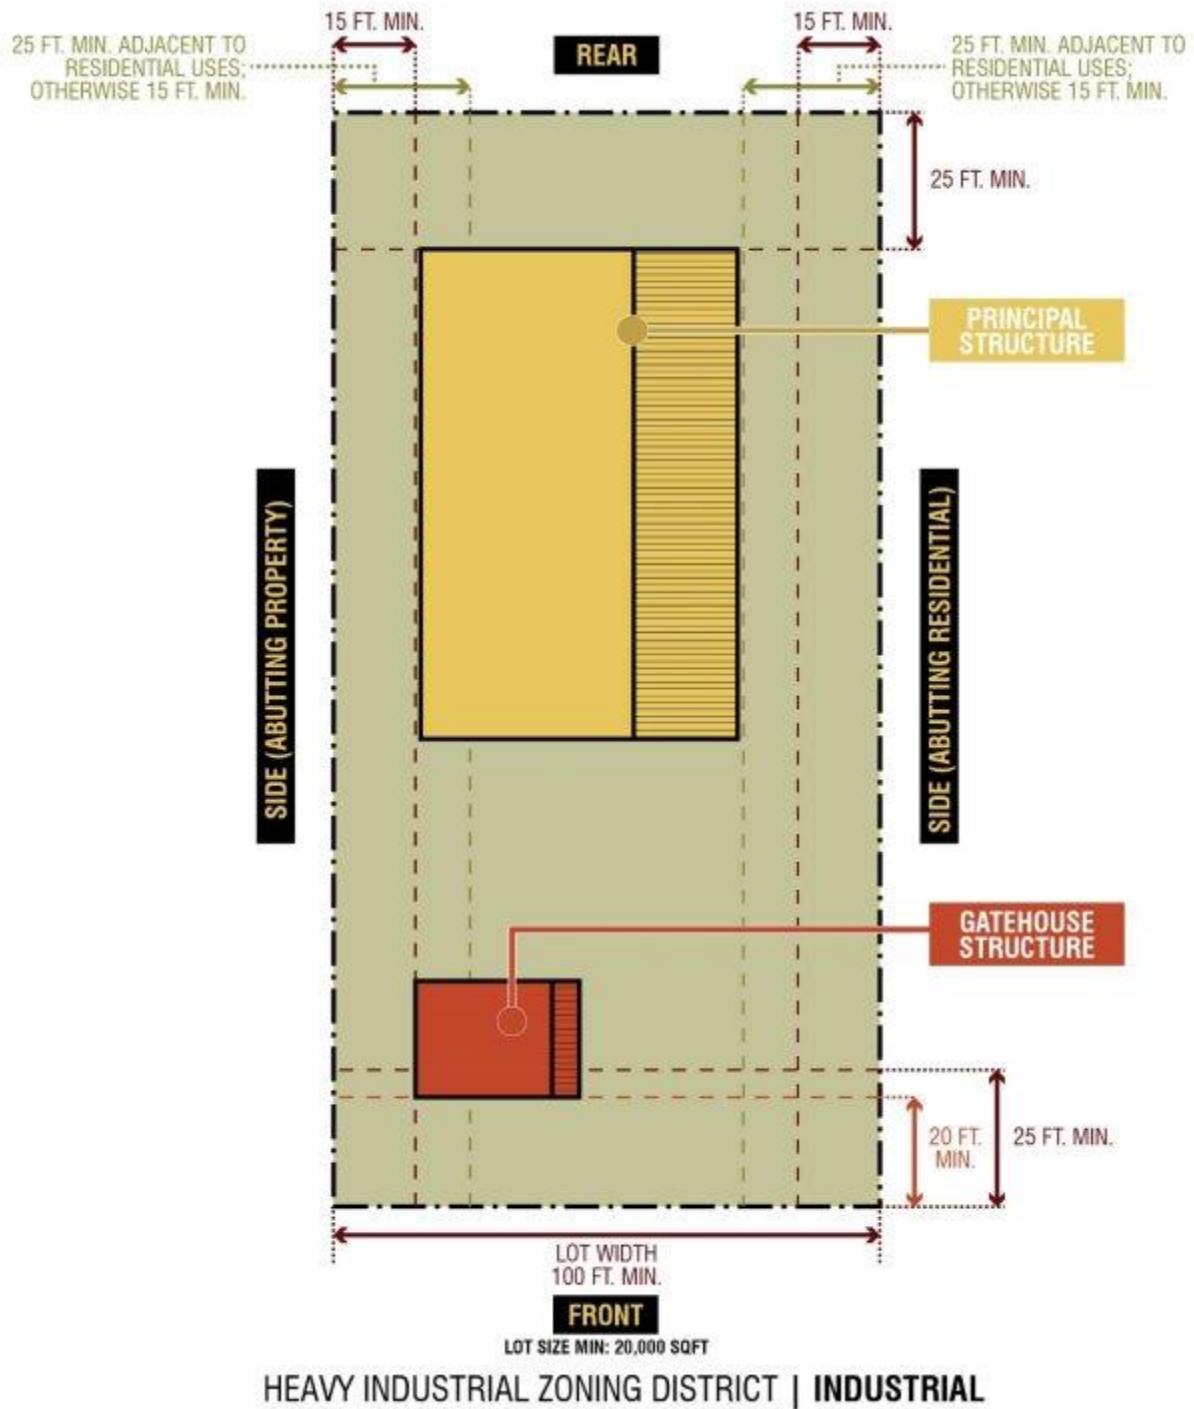 15 FT. MIN.
15 FT. MIN.
25 FT. MIN. ADJACENT TO
RESIDENTIAL USES;
OTHERWISE 15 FT. MIN.
REAR
25 FT. MIN. ADJACENT TO
RESIDENTIAL USES;
OTHERWISE 15 FT. MIN.
25 FT. MIN.
PRINCIPAL
STRUCTURE
SIDE (ABUTTING PROPERTY)
SIDE (ABUTTING RESIDENTIAL)
GATEHOUSE
STRUCTURE
20 FT.
MIN.
25 FT. MIN.
LOT WIDTH
100 FT. MIN.
FRONT
LOT SIZE MIN: 20,000 SQFT
HEAVY INDUSTRIAL ZONING DISTRICT | INDUSTRIAL